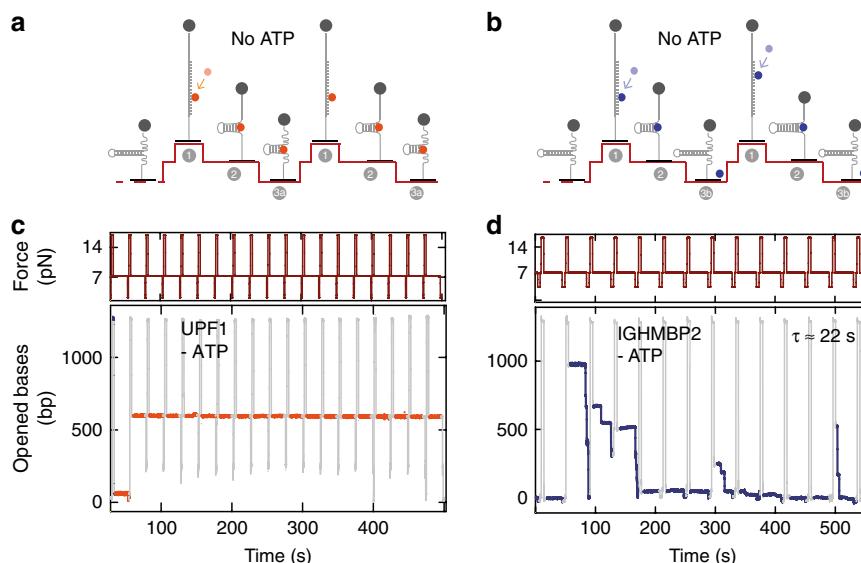 a
No ATP
1
2
3a
1
2
3a
b
No ATP
1
2
3b
1
2
3b
c
Force
(pN)
14
7
UPF1
- ATP
Opened bases
(bp)
1000
500
0
100
200
300
400
Time (s)
d
14
7
IGHMBP2
- ATP
τ ≈ 22 s
1000
500
0
100
200
300
400
500
Time (s)